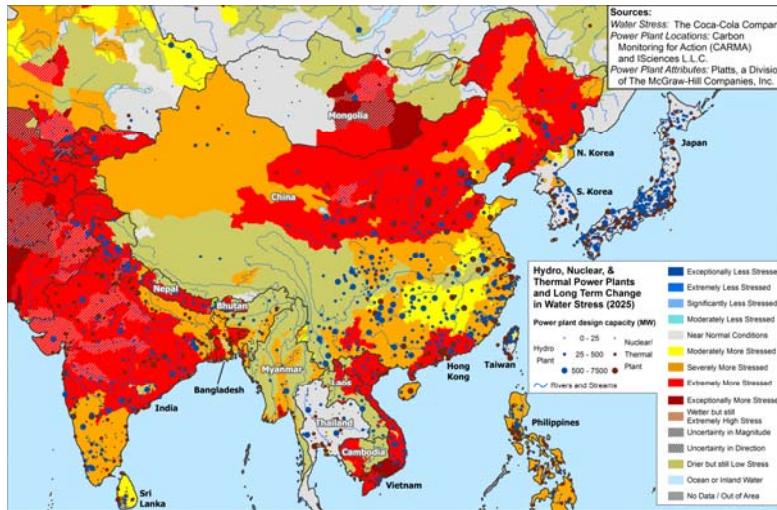 Sources:
Water Stress: The Coca-Cola Compan
Power Plant Locations: Carbon
Monitoring for Action (CARMA)
and ISciences L.L.C.
Power Plant Attributes: Platts, a Division
of The McGraw-Hill Companies, Inc.
Mongolia
N. Korea
Japan
S. Korea
China
Nepal
Bhutan
Myanmar
Bangladesh
India
Laos
Hong
Kong
Taiwan
Thailand
Cambodia
Vietnam
Philippines
Sri
Lanka
Hydro, Nuclear, &
Thermal Power Plants
and Long Term Change
in Water Stress (2025)
Power plant design capacity (MW)
Hydro
Plant
0 - 25
25 - 500
500 - 7500
Nuclear/
Thermal
Plant
Rivers and Streams
Exceptionally Less Stressed
Extremely Less Stressed
Significantly Less Stressed
Moderately Less Stressed
Near Normal Conditions
Moderately More Stressed
Severely More Stressed
Extremely More Stressed
Exceptionally More Stressed
Wetter but still
Extremely High Stress
Uncertainty in Magnitude
Uncertainty in Direction
Drier but still Low Stress
Ocean or Inland Water
No Data / Out of Area